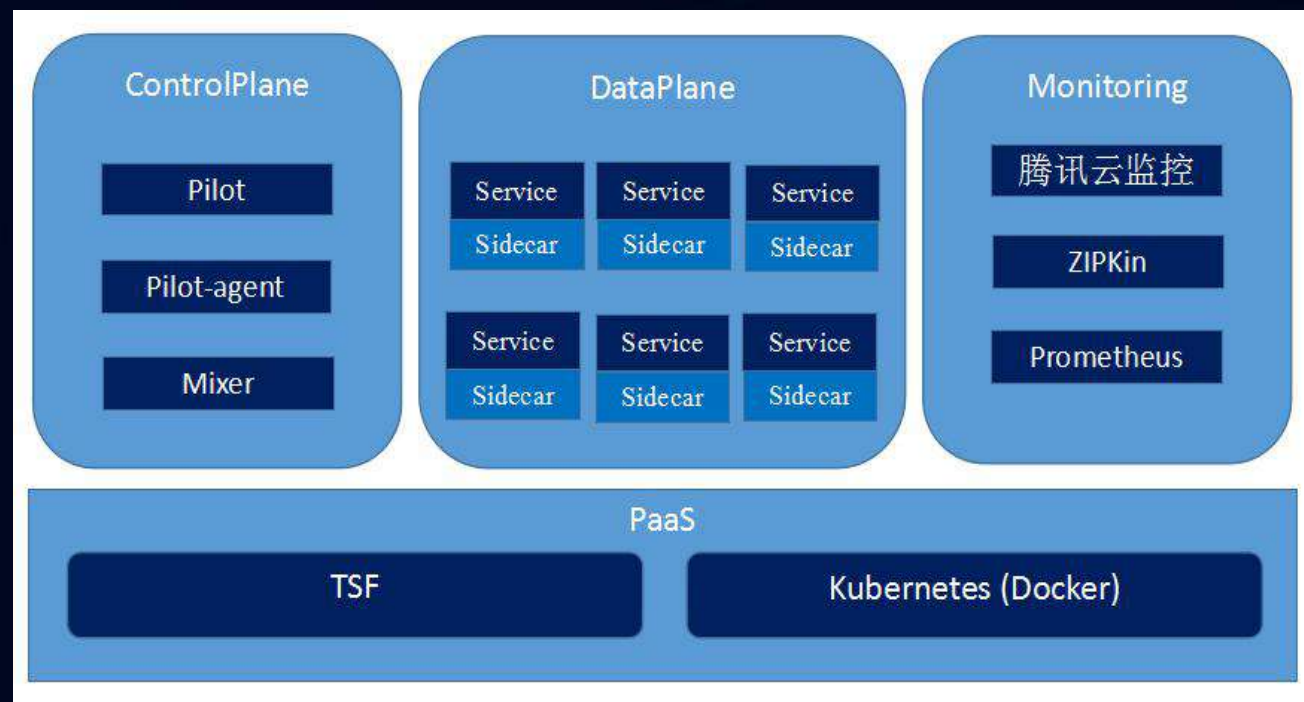 ControlPlane
Pilot
Pilot-agent
Mixer
DataPlane
Service
Service
Service
Sidecar
Sidecar
Sidecar
Service
Service
Service
Sidecar
Sidecar
Sidecar
Monitoring
腾讯云监控
ZIPKin
Prometheus
PaaS
TSF
Kubernetes (Docker)